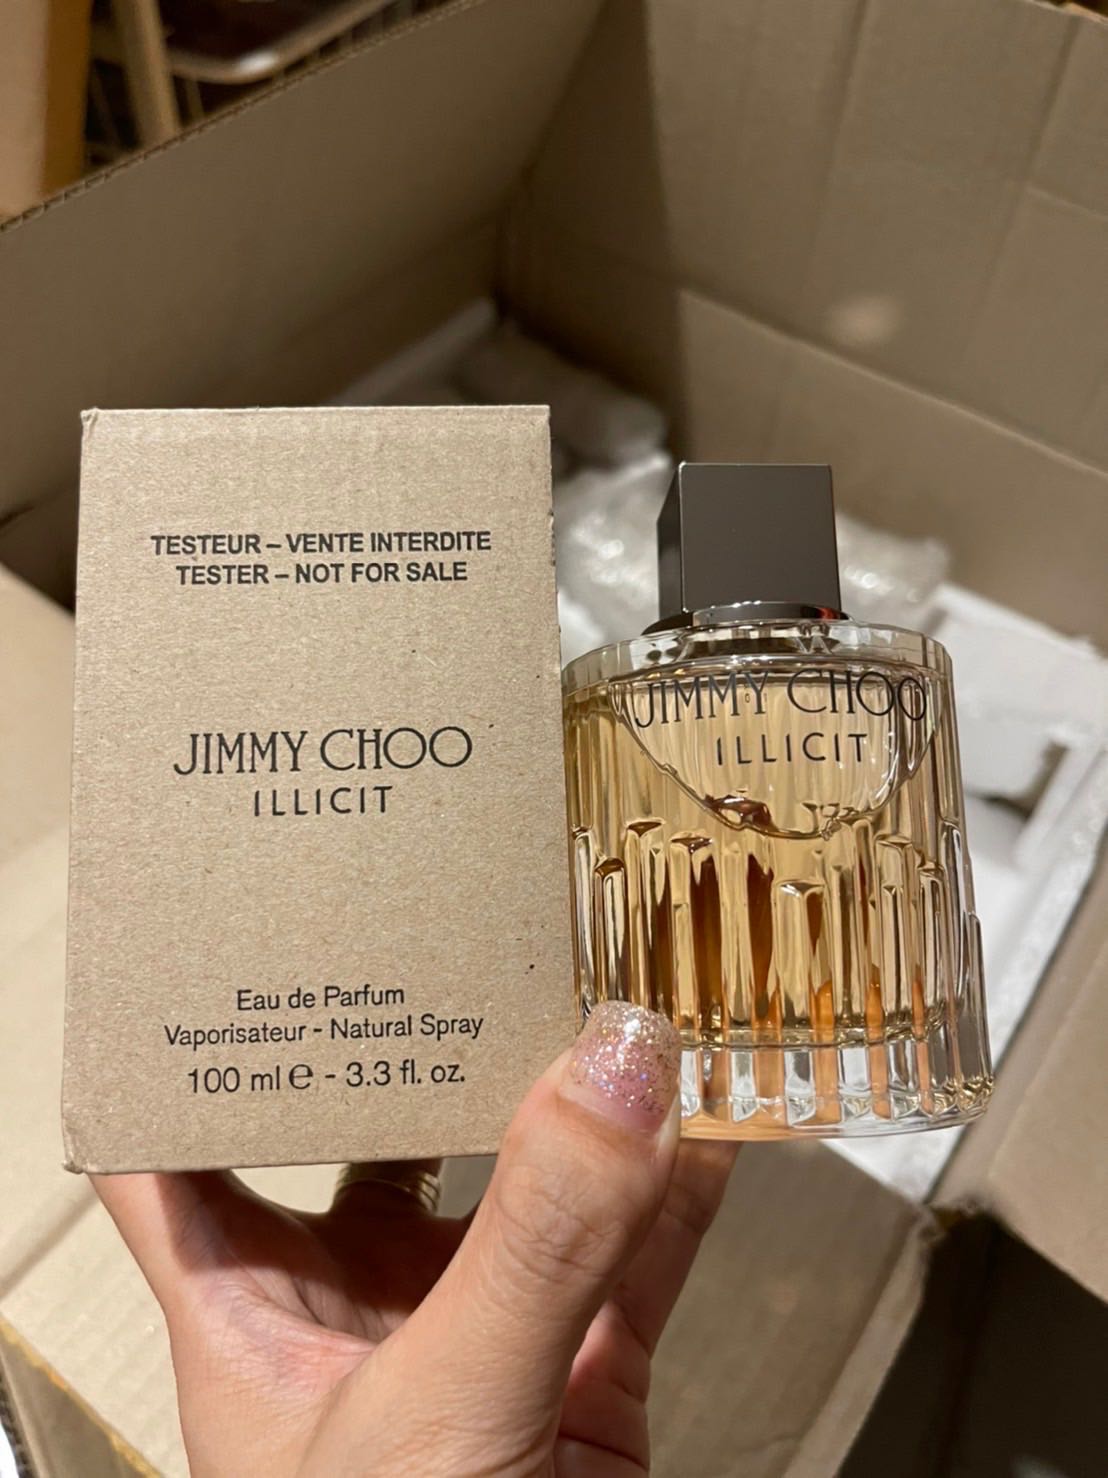 TESTEUR – VENTE INTERDITE
TESTER – NOT FOR SALE
JIMMY CHOO
ILLICIT
Eau de Parfum
Vaporisateur - Natural Spray
100 ml ℮ - 3.3 fl. oz.
JIMMY CHOO
ILLICIT